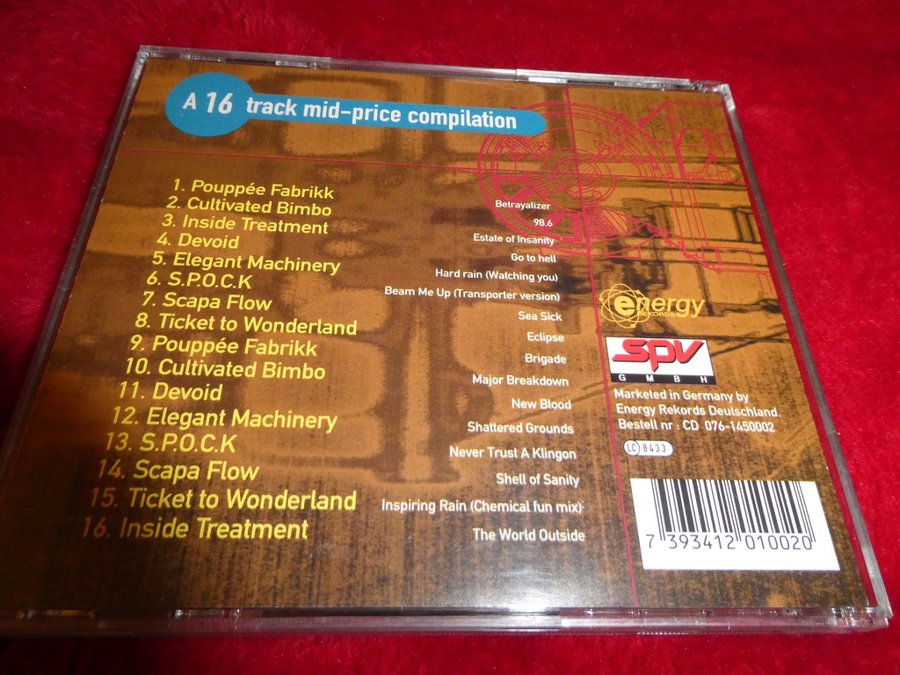 A 16 track mid-price compilation
1. Pouppée Fabrikk Betrayalizer
2. Cultivated Bimbo 98.6
3. Inside Treatment Estate of Insanity
4. Devoid Go to hell
5. Elegant Machinery Hard rain (Watching you)
6. S.P.O.C.K Beam Me Up (Transporter version)
7. Scapa Flow Sea Sick
8. Ticket to Wonderland Eclipse
9. Pouppée Fabrikk Brigade
10. Cultivated Bimbo Major Breakdown
11. Devoid New Blood
12. Elegant Machinery Shattered Grounds
13. S.P.O.C.K Never Trust A Klingon
14. Scapa Flow Shell of Sanity
15. Ticket to Wonderland Inspiring Rain (Chemical fun mix)
16. Inside Treatment The World Outside
energy
REKORDS
spv
GMBH
Marketed in Germany by
Energy Rekords Deutschland.
Bestell nr : CD 076-1450002
LC 8433
7 393412 010020